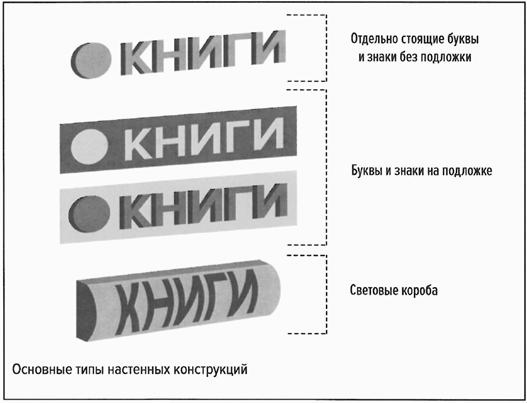 КНИГИ
Отдельно стоящие буквы
и знаки без подложки
КНИГИ
Буквы и знаки на подложке
КНИГИ
КНИГИ
Световые короба
Основные типы настенных конструкций